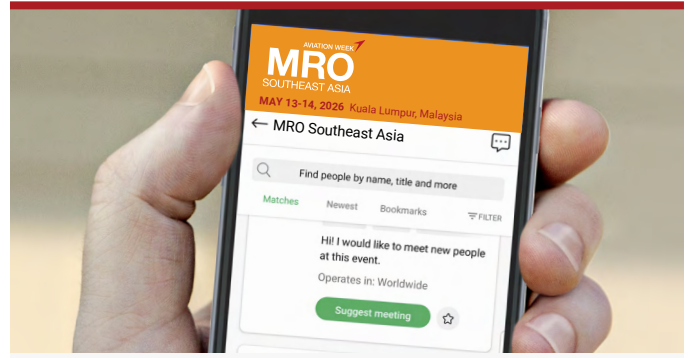 AVIATION WEEK
MRO
SOUTHEAST ASIA
MAY 13-14, 2026 Kuala Lumpur, Malaysia
MRO Southeast Asia
Find people by name, title and more
Matches Newest Bookmarks FILTER
Hi! I would like to meet new people
at this event.
Operates in: Worldwide
Suggest meeting